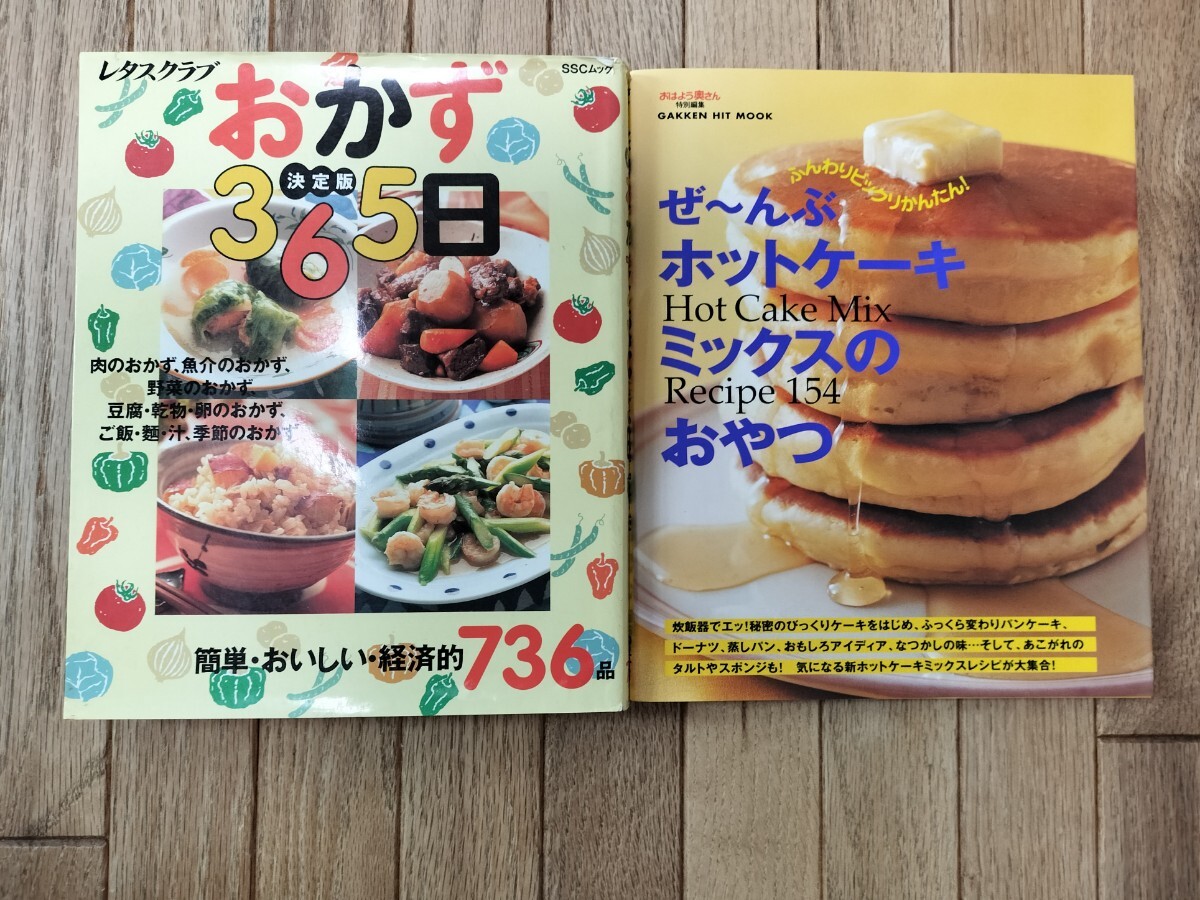 レタスクラブ
SSCムック
おかず
決定版
365日
肉のおかず、魚介のおかず、
野菜のおかず、
豆腐・乾物・卵のおかず、
ご飯・麺・汁、季節のおかず
簡単・おいしい・経済的736品
おはよう奥さん
特別編集
GAKKEN HIT MOOK
ふんわりビックリかんたん!
ぜ〜んぶ
ホットケーキ
Hot Cake Mix
ミックスの
Recipe 154
おやつ
炊飯器でエッ!秘密のびっくりケーキをはじめ、ふっくら変わりパンケーキ、
ドーナツ、蒸しパン、おもしろアイディア、なつかしの味…そして、あこがれの
タルトやスポンジも! 気になる新ホットケーキミックスレシピが大集合!